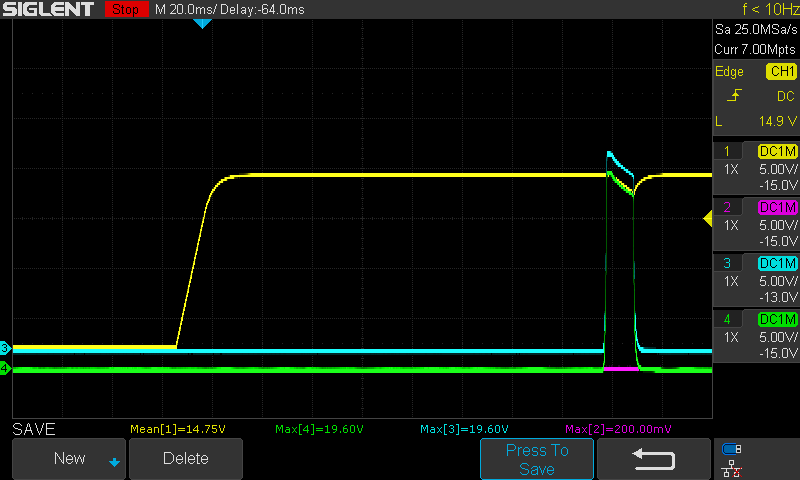 SIGLENT Stop M 20.0ms/ Delay:-64.0ms f < 10Hz
Sa 25.0MSa/s
Curr 7.00Mpts
Edge CH1
DC
L 14.9 V
1 DC1M
1X 5.00V/
-15.0V
2 DC1M
1X 5.00V/
-15.0V
3 DC1M
1X 5.00V/
-13.0V
4 DC1M
1X 5.00V/
-15.0V
3
4
SAVE Mean[1]=14.75V Max[4]=19.60V Max[3]=19.60V Max[2]=200.00mV
New Delete Press To
Save